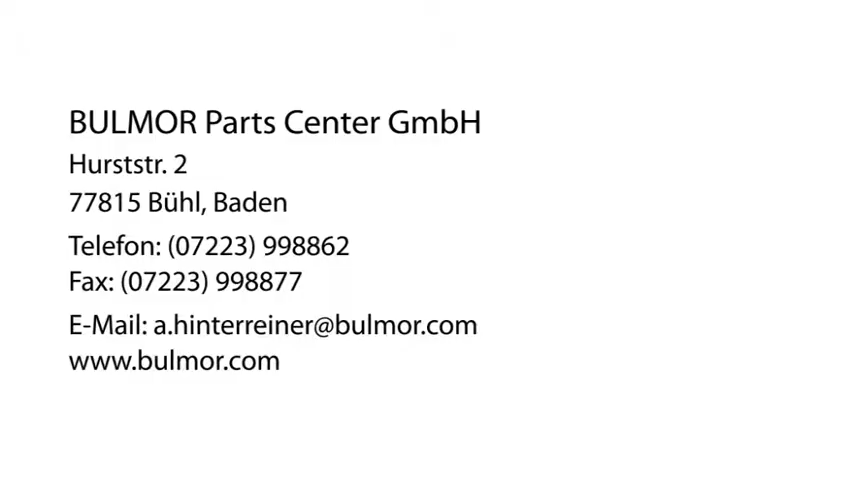 BULMOR Parts Center GmbH
Hurststr. 2
77815 Bühl, Baden
Telefon: (07223) 998862
Fax: (07223) 998877
E-Mail: a.hinterreiner@bulmor.com
www.bulmor.com